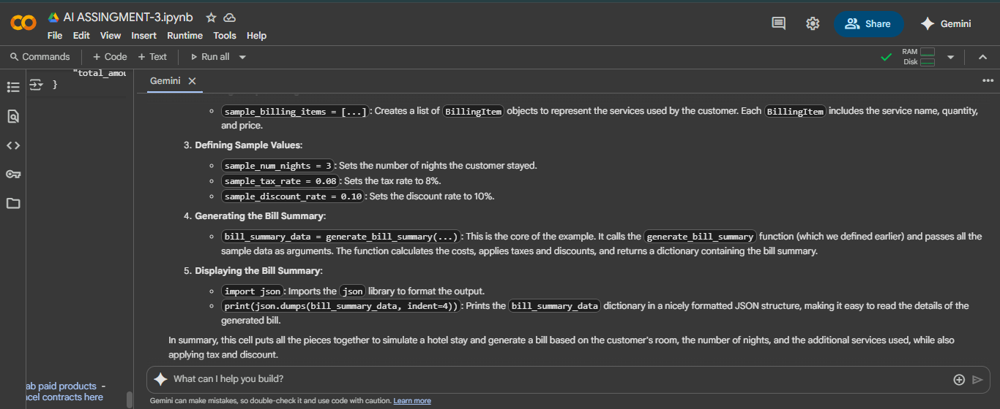 AI ASSINGMENT-3.ipynb
File Edit View Insert Runtime Tools Help
Share
Gemini
Commands + Code + Text Run all
RAM
Disk
"total_amou
}
Gemini
sample_billing_items = [...]: Creates a list of BillingItem objects to represent the services used by the customer. Each BillingItem includes the service name, quantity,
and price.
3. Defining Sample Values:
sample_num_nights = 3: Sets the number of nights the customer stayed.
sample_tax_rate = 0.08: Sets the tax rate to 8%.
sample_discount_rate = 0.10: Sets the discount rate to 10%.
4. Generating the Bill Summary:
bill_summary_data = generate_bill_summary(...): This is the core of the example. It calls the generate_bill_summary function (which we defined earlier) and passes all the
sample data as arguments. The function calculates the costs, applies taxes and discounts, and returns a dictionary containing the bill summary.
5. Displaying the Bill Summary:
import json: Imports the json library to format the output.
print(json.dumps(bill_summary_data, indent=4)): Prints the bill_summary_data dictionary in a nicely formatted JSON structure, making it easy to read the details of the
generated bill.
In summary, this cell puts all the pieces together to simulate a hotel stay and generate a bill based on the customer's room, the number of nights, and the additional services used, while also
applying tax and discount.
What can I help you build?
Gemini can make mistakes, so double-check it and use code with caution. Learn more
ab paid products -
ncel contracts here